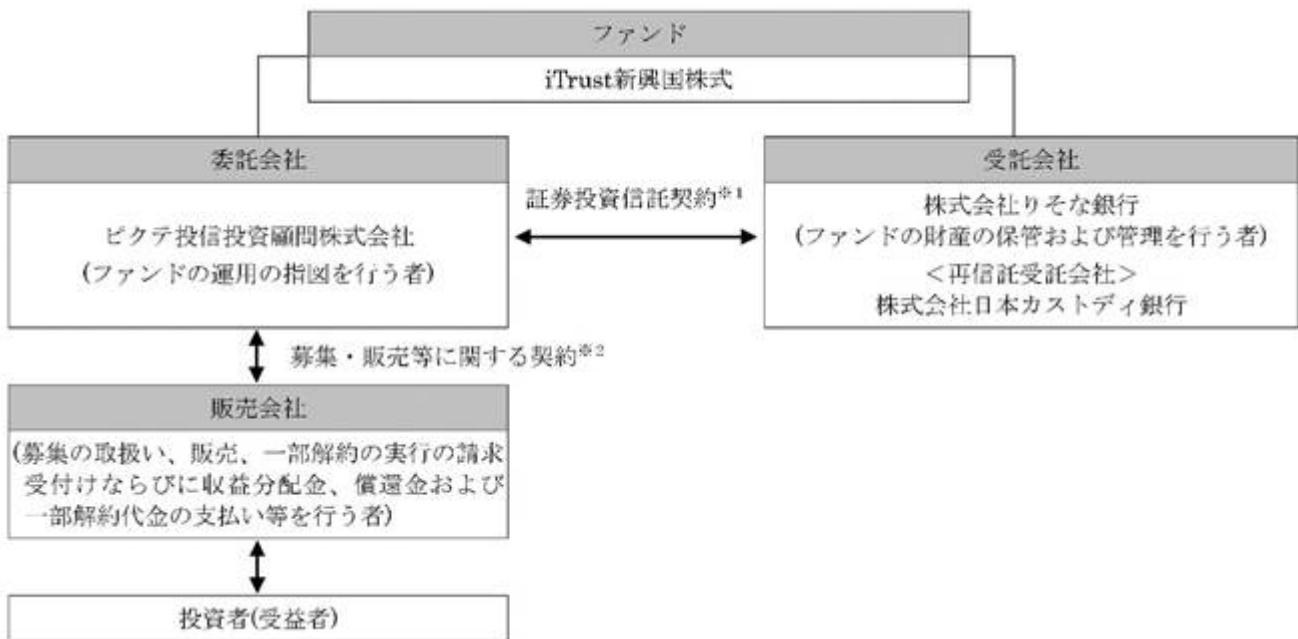 ファンド
iTrust新興国株式
委託会社
ピクテ投信投資顧問株式会社
(ファンドの運用の指図を行う者)
証券投資信託契約※1
受託会社
株式会社りそな銀行
(ファンドの財産の保管および管理を行う者)
<再信託受託会社>
株式会社日本カストディ銀行
募集・販売等に関する契約※2
販売会社
(募集の取扱い、販売、一部解約の実行の請求
受付けならびに収益分配金、償還金および
一部解約代金の支払い等を行う者)
投資者(受益者)